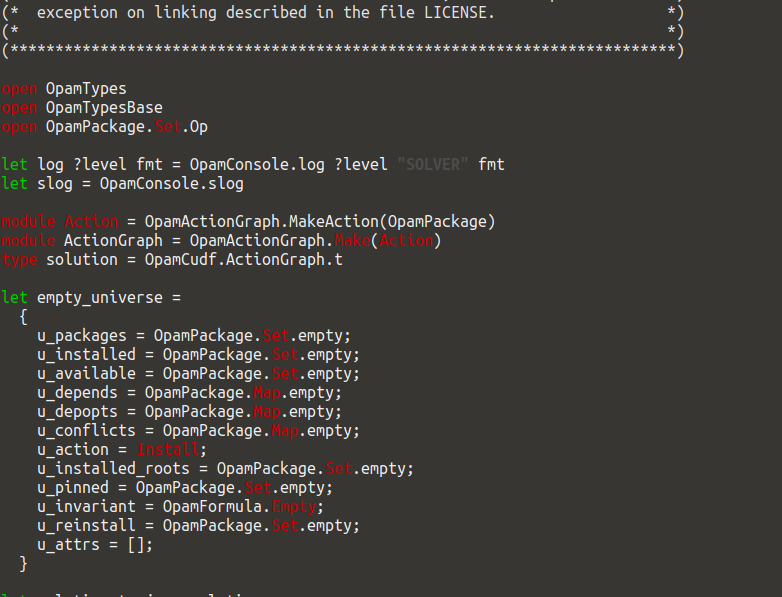 (*  exception on linking described in the file LICENSE.                   *)
(*                                                                        *)
(**************************************************************************)
open OpamTypes
open OpamTypesBase
open OpamPackage.Set.Op
let log ?level fmt = OpamConsole.log ?level "SOLVER" fmt
let slog = OpamConsole.slog
module Action = OpamActionGraph.MakeAction(OpamPackage)
module ActionGraph = OpamActionGraph.Make(Action)
type solution = OpamCudf.ActionGraph.t
let empty_universe =
  {
    u_packages = OpamPackage.Set.empty;
    u_installed = OpamPackage.Set.empty;
    u_available = OpamPackage.Set.empty;
    u_depends = OpamPackage.Map.empty;
    u_depopts = OpamPackage.Map.empty;
    u_conflicts = OpamPackage.Map.empty;
    u_action = Install;
    u_installed_roots = OpamPackage.Set.empty;
    u_pinned = OpamPackage.Set.empty;
    u_invariant = OpamFormula.Empty;
    u_reinstall = OpamPackage.Set.empty;
    u_attrs = [];
  }